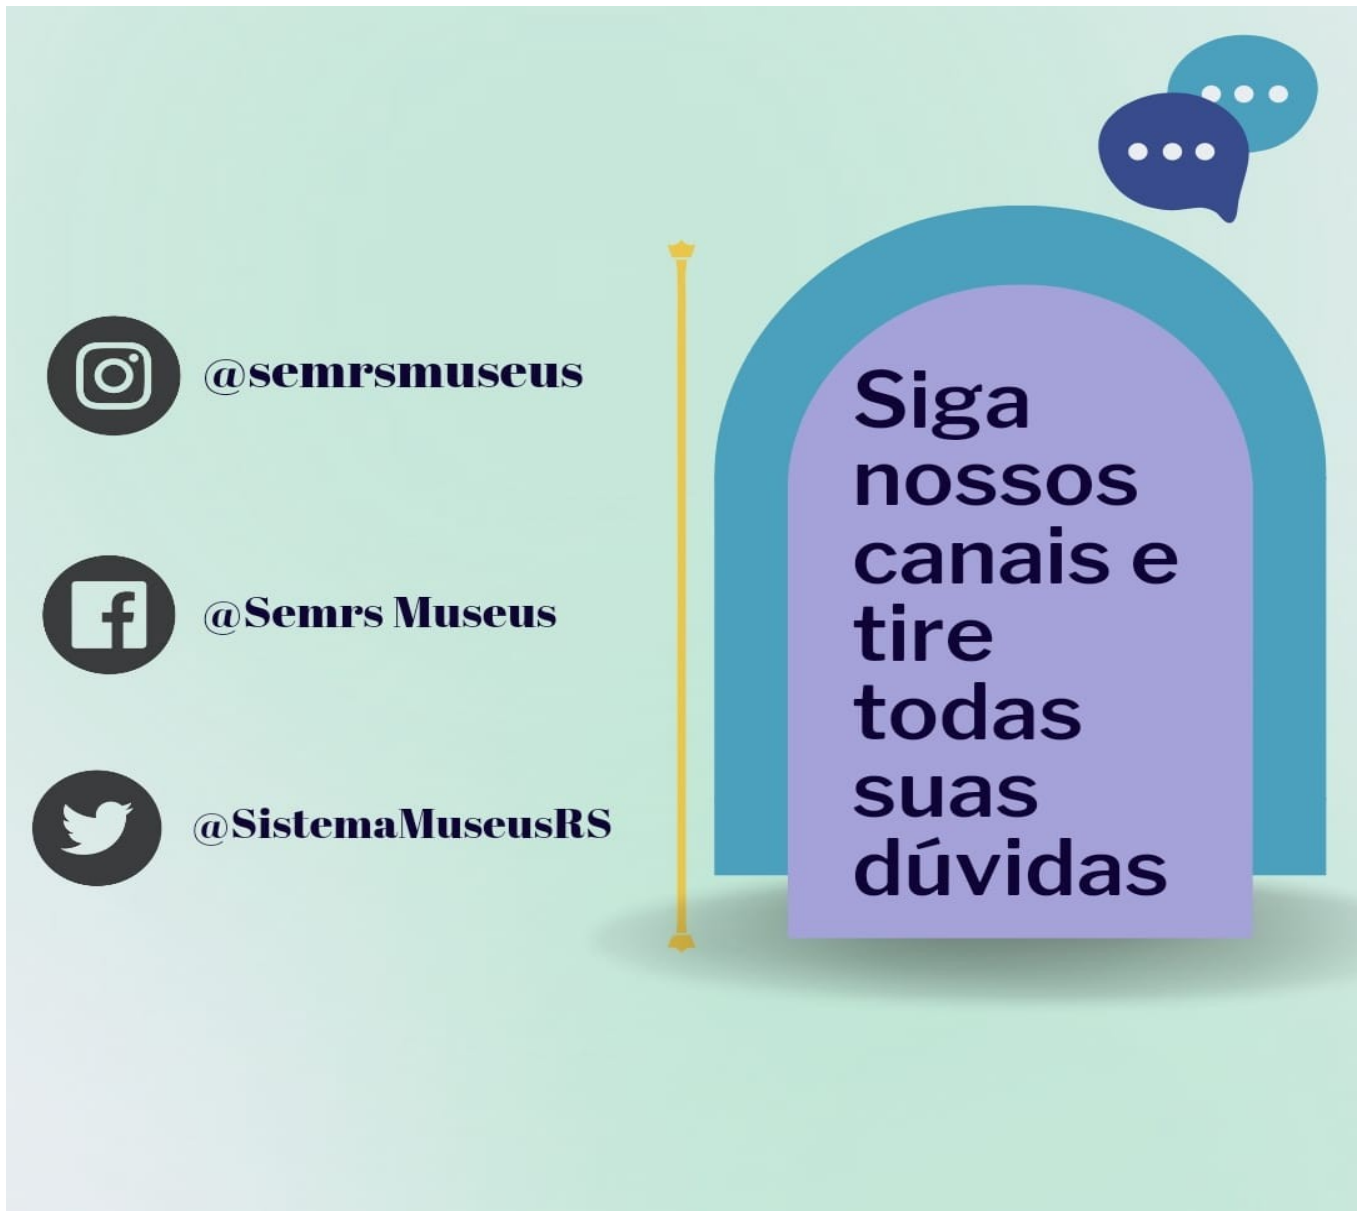 @semrsmuseus
@Semrs Museus
@SistemaMuseusRS
Siga
nossos
canais e
tire
todas
suas
dúvidas